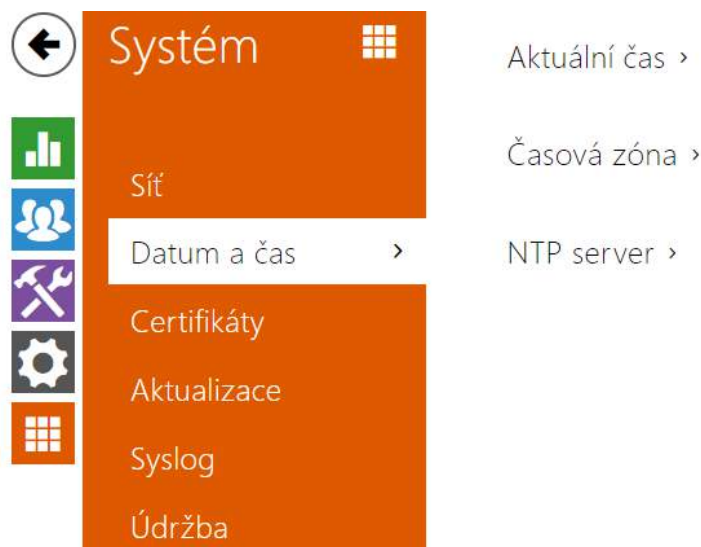 Systém
Síť
Datum a čas
Certifikáty
Aktualizace
Syslog
Údržba
Aktuální čas
Časová zóna
NTP server